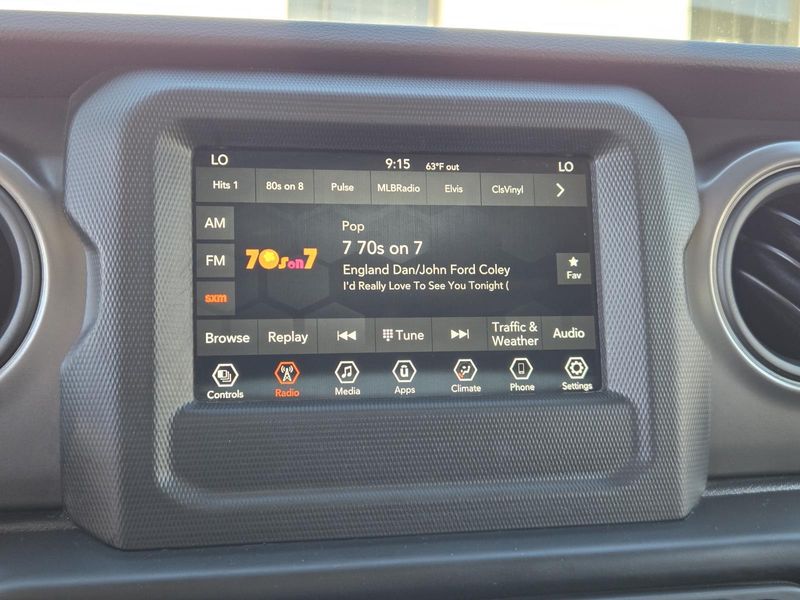 LO 9:15 63°F out LO
Hits 1 80s on 8 Pulse MLBRadio Elvis ClsVinyl
AM
FM
sxm
70s on 7
Pop
7 70s on 7
England Dan/John Ford Coley
I'd Really Love To See You Tonight (
Fav
Browse Replay Tune Traffic & Weather Audio
Controls Radio Media Apps Climate Phone Settings